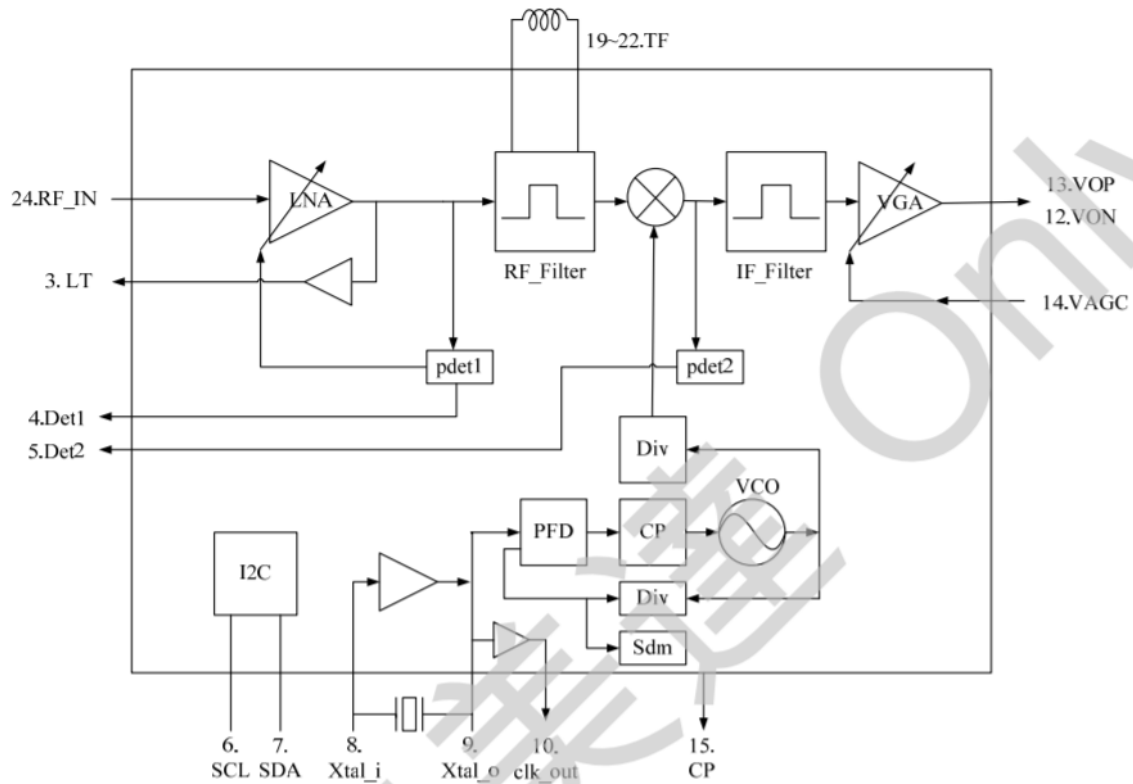 19~22.TF
24.RF_IN
LNA
VGA
13.VOP
12.VON
RF_Filter
IF_Filter
3. LT
14.VAGC
pdet1
pdet2
4.Det1
5.Det2
Div
VCO
PFD
CP
I2C
Div
Sdm
6.
7.
8.
9.
10.
15.
SCL
SDA
Xtal_i
Xtal_o
clk_out
CP
達 Only